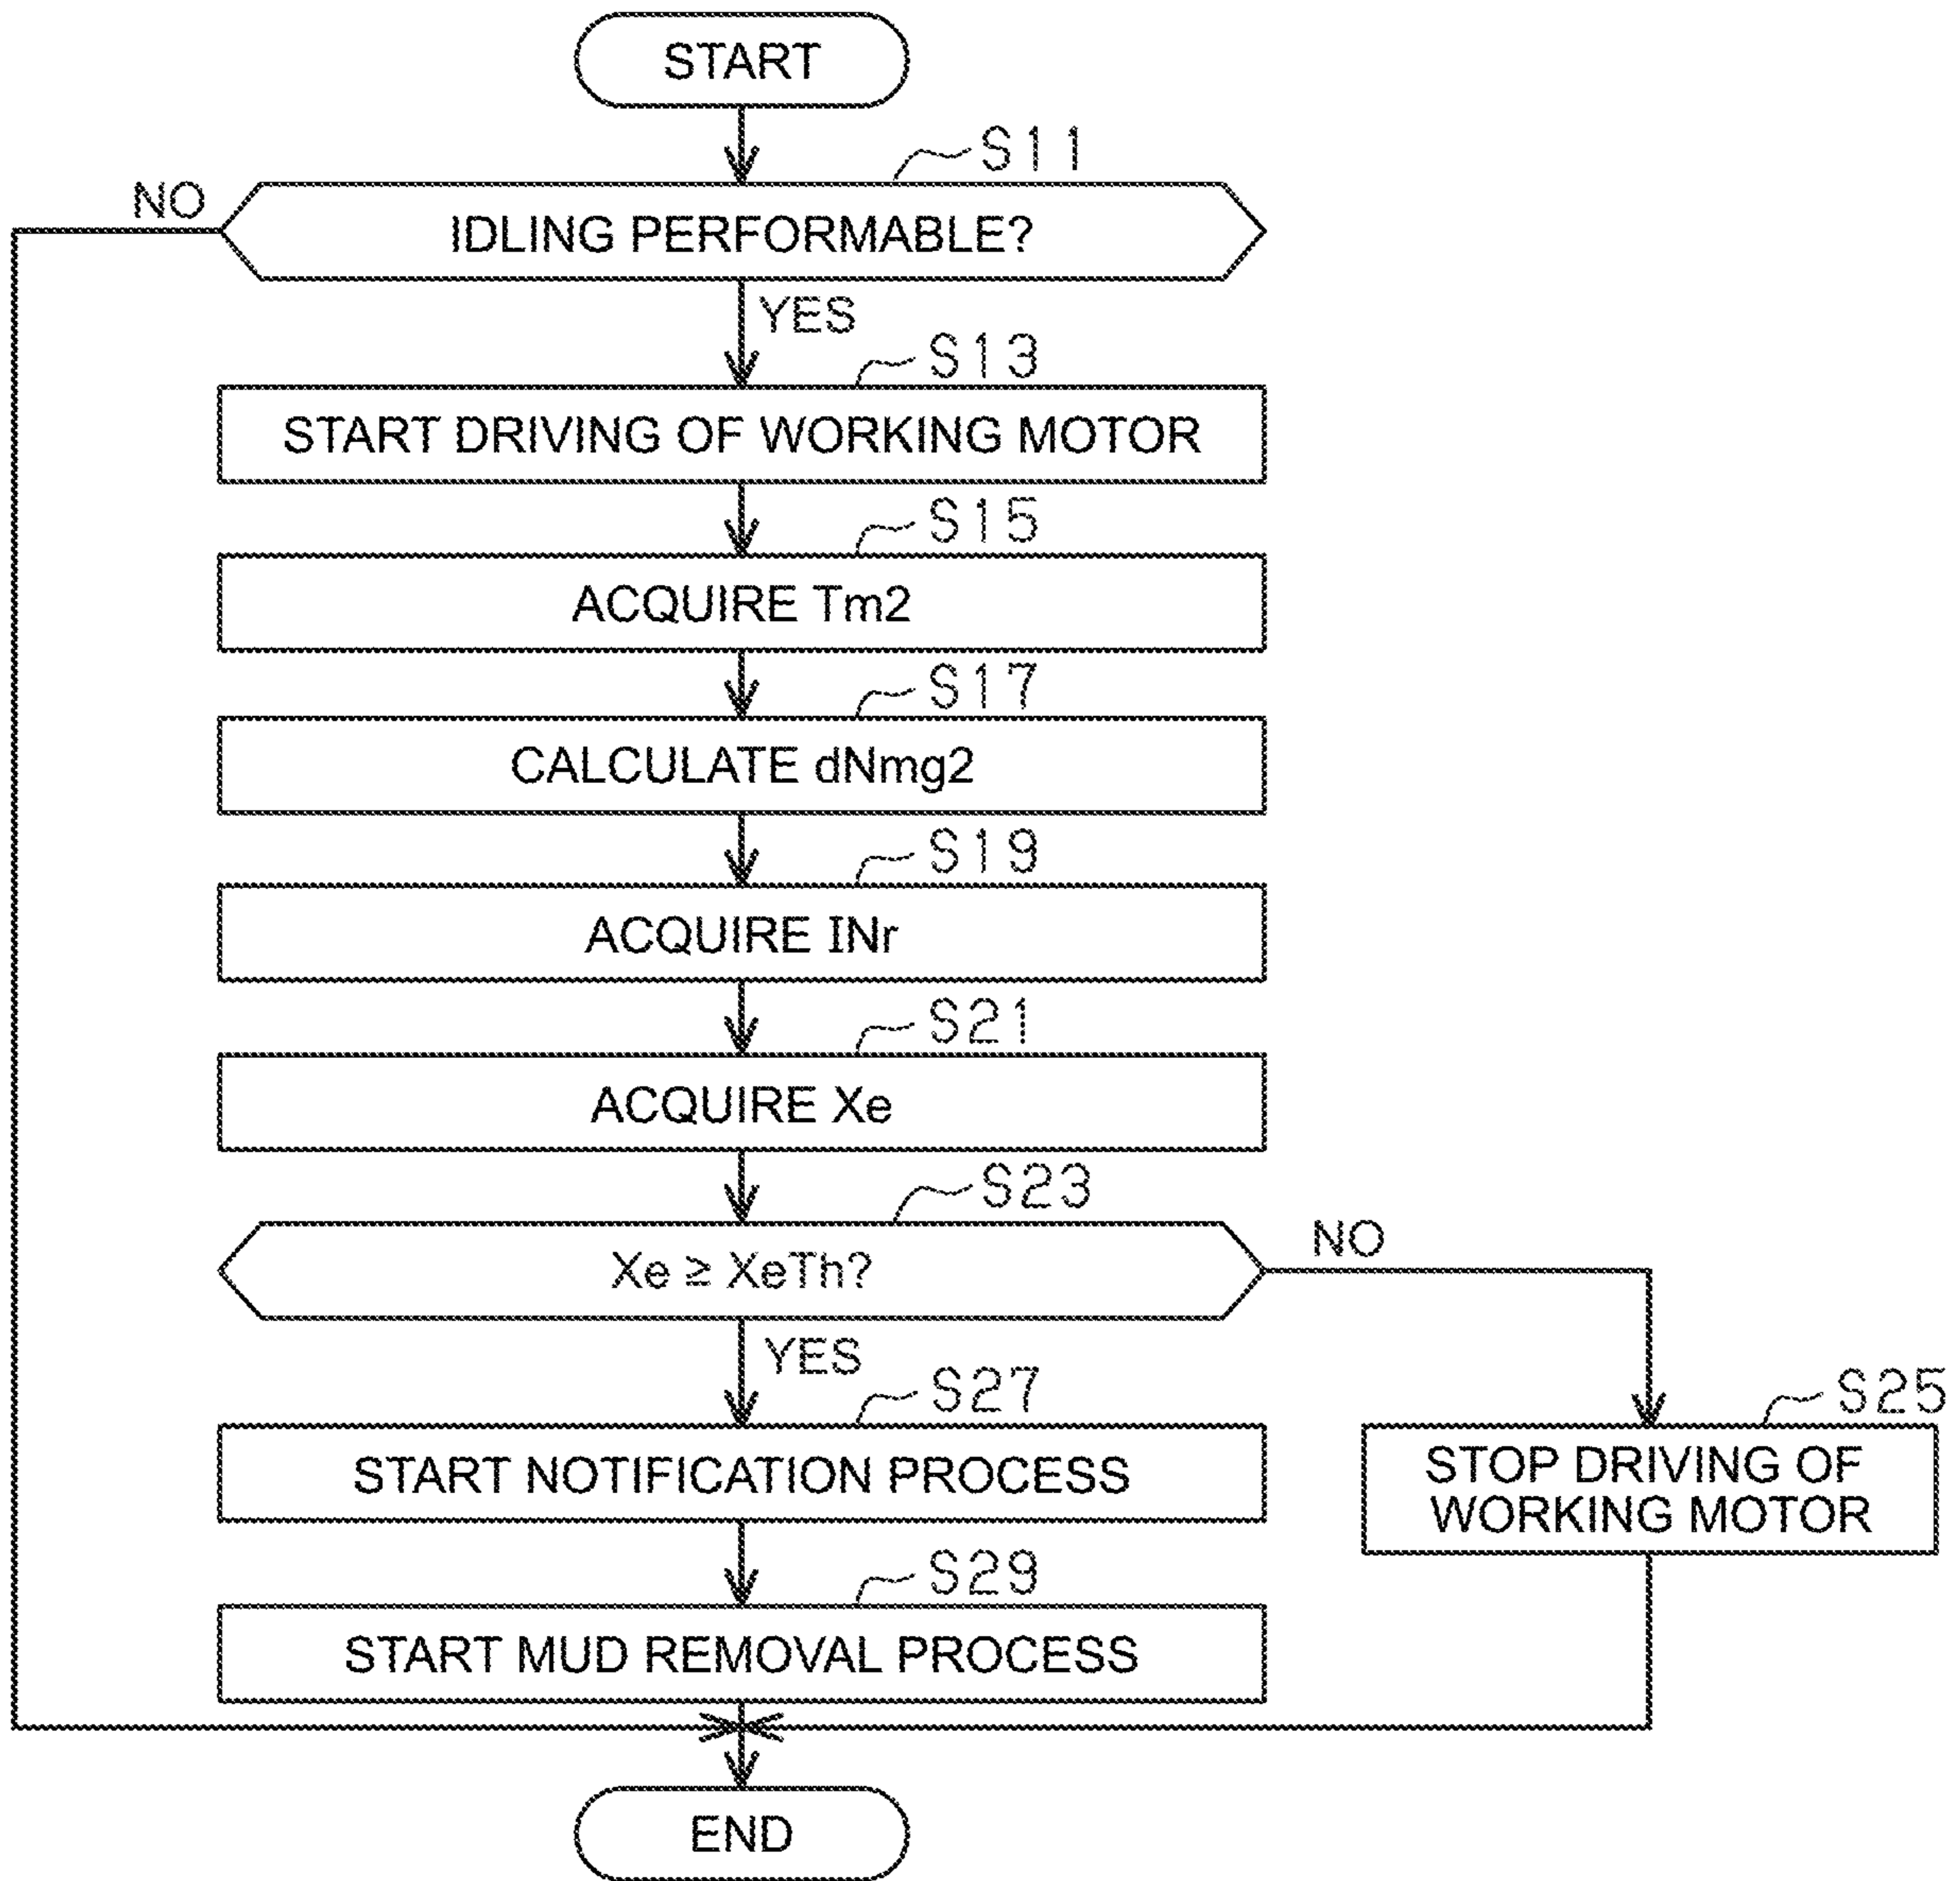 START
S11
NO
IDLING PERFORMABLE?
YES
S13
START DRIVING OF WORKING MOTOR
S15
ACQUIRE Tm2
S17
CALCULATE dNmg2
S19
ACQUIRE INr
S21
ACQUIRE Xe
S23
Xe ≥ XeTh?
NO
YES
S27
START NOTIFICATION PROCESS
S25
STOP DRIVING OF
WORKING MOTOR
S29
START MUD REMOVAL PROCESS
END